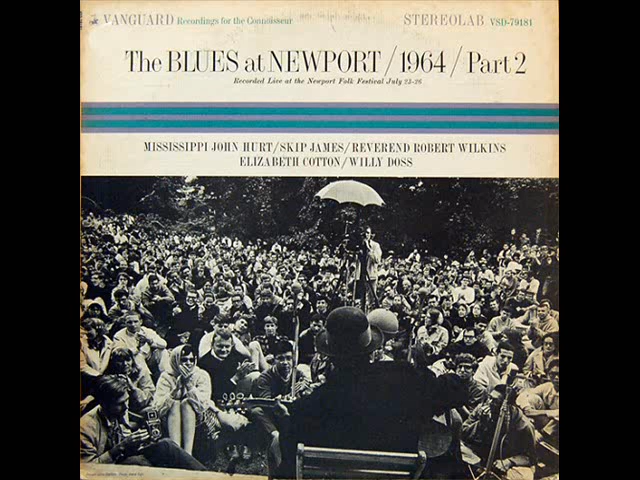 VANGUARD Recordings for the Connoisseur STEREOLAB VSD-79181
The BLUES at NEWPORT / 1964 / Part 2
Recorded Live at the Newport Folk Festival July 23-26
MISSISSIPPI JOHN HURT/SKIP JAMES/REVEREND ROBERT WILKINS
ELIZABETH COTTON/WILLY DOSS